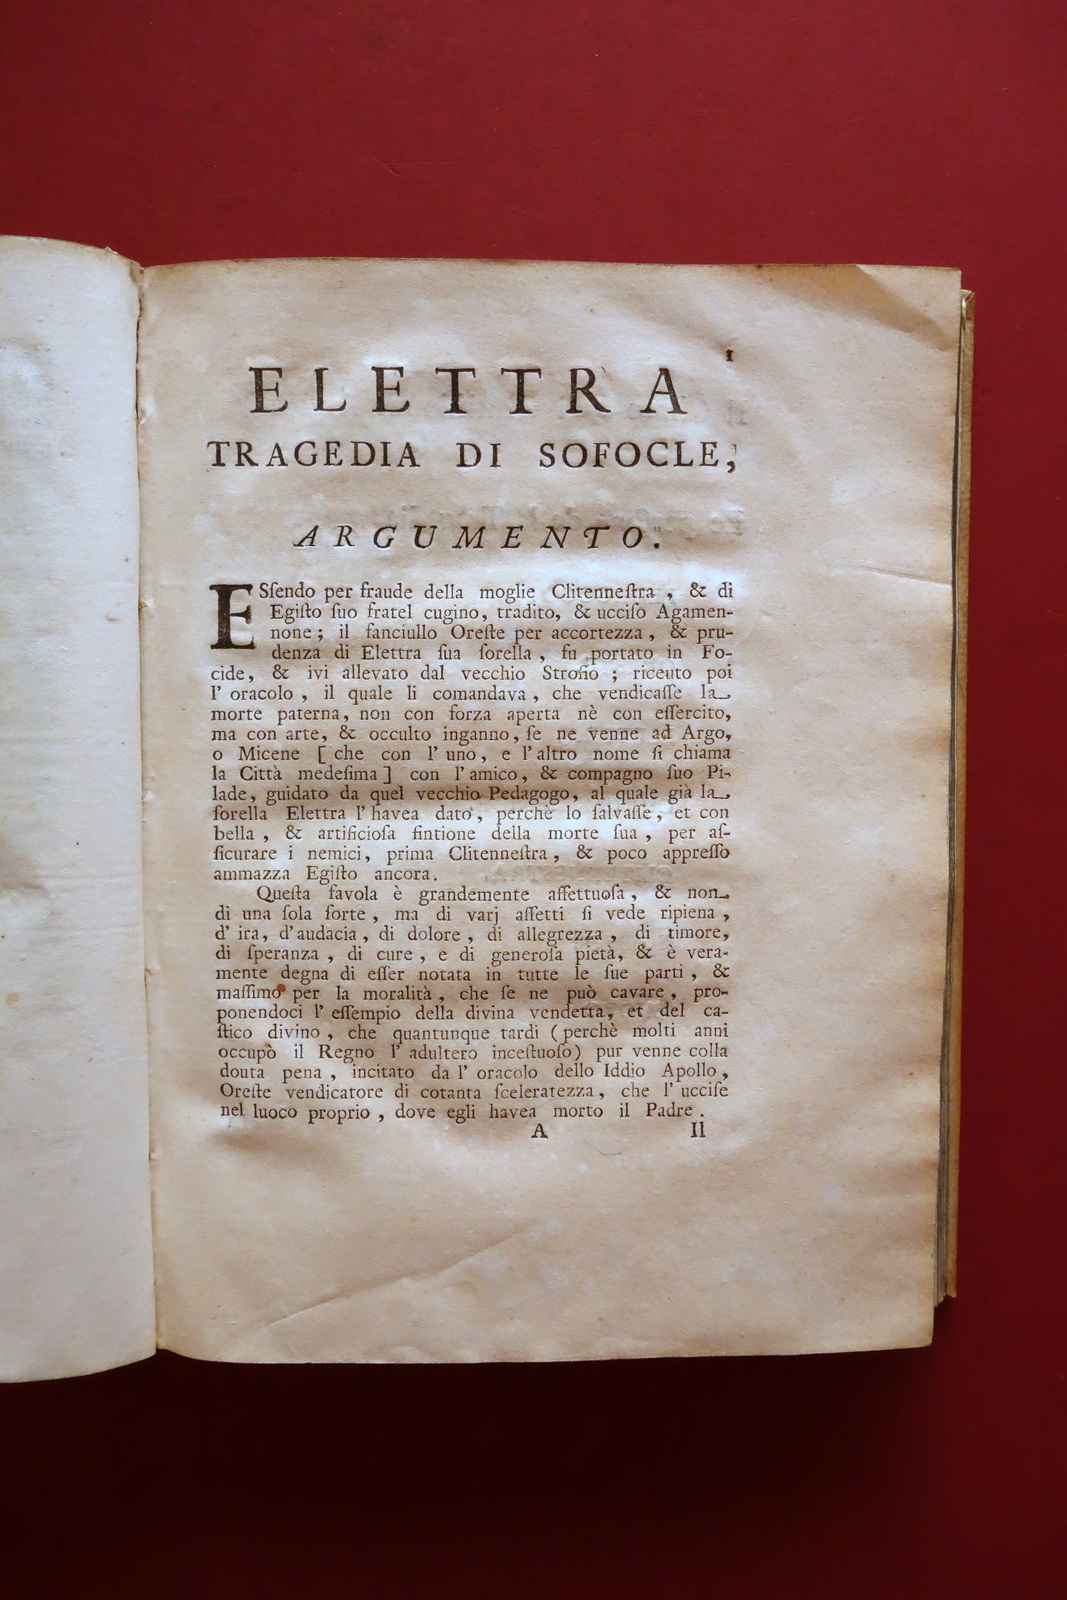 1
ELETTRA
TRAGEDIA DI SOFOCLE,
ARGUMENTO.
ESſendo per fraude della moglie Clitenneſtra , & di
Egiſto ſuo fratel cugino, tradito, & ucciſo Agamen-
none ; il fanciullo Oreſte per accortezza , & pru-
denza di Elettra ſua ſorella , fu portato in Fo-
cide, & ivi allevato dal vecchio Stroſio ; riceuto poi
l' oracolo , il quale li comandava , che vendicaſſe la
morte paterna, non con forza aperta nè con eſſercito,
ma con arte, & occulto inganno, ſe ne venne ad Argo,
o Micene [ che con l' uno, e l'altro nome ſi chiama
la Città medeſima ] con l'amico, & compagno ſuo Pi-
lade, guidato da quel vecchio Pedagogo, al quale già la
ſorella Elettra l' havea dato, perchè lo ſalvaſſe, et con
bella , & artificioſa fintione della morte ſua , per aſ-
ſicurare i nemici, prima Clitenneſtra, & poco appreſſo
ammazza Egiſto ancora.
Queſta favola è grandemente affettuoſa, & non
di una ſola ſorte , ma di varj affetti ſi vede ripiena ,
d' ira, d'audacia , di dolore , di allegrezza , di timore,
di ſperanza , di cure , e di generoſa pietà, & è vera-
mente degna di eſſer notata in tutte le ſue parti , &
maſſimo per la moralità , che ſe ne può cavare , pro-
ponendoci l' eſſempio della divina vendetta, et del ca-
ſtico divino , che quantunque tardi ( perchè molti anni
occupò il Regno l' adultero inceſtuoſo ) pur venne colla
douta pena , incitato da l' oracolo dello Iddio Apollo ,
Oreſte vendicatore di cotanta ſceleratezza, che l' ucciſe
nel luoco proprio , dove egli havea morto il Padre .
A Il